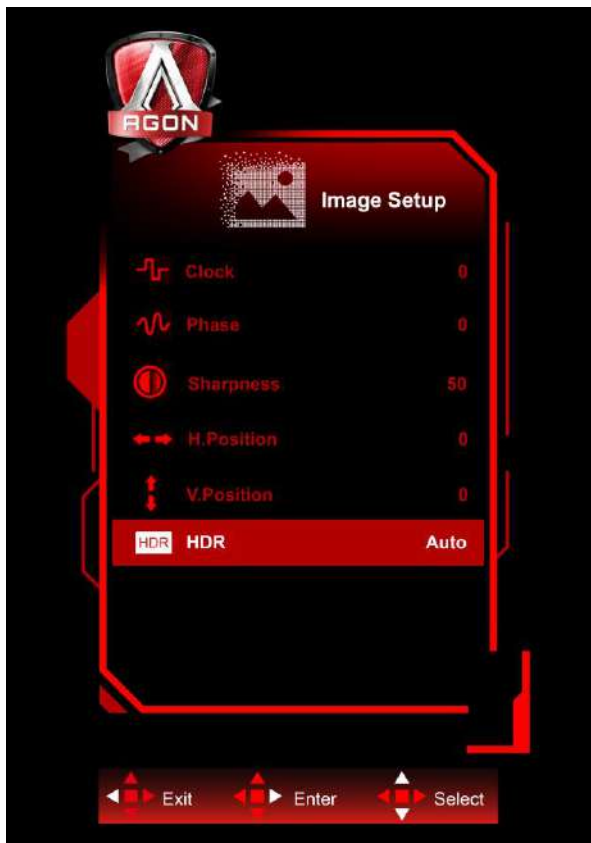 AGON
Image Setup
Clock 0
Phase 0
Sharpness 50
H.Position 0
V.Position 0
HDR HDR Auto
Exit Enter Select